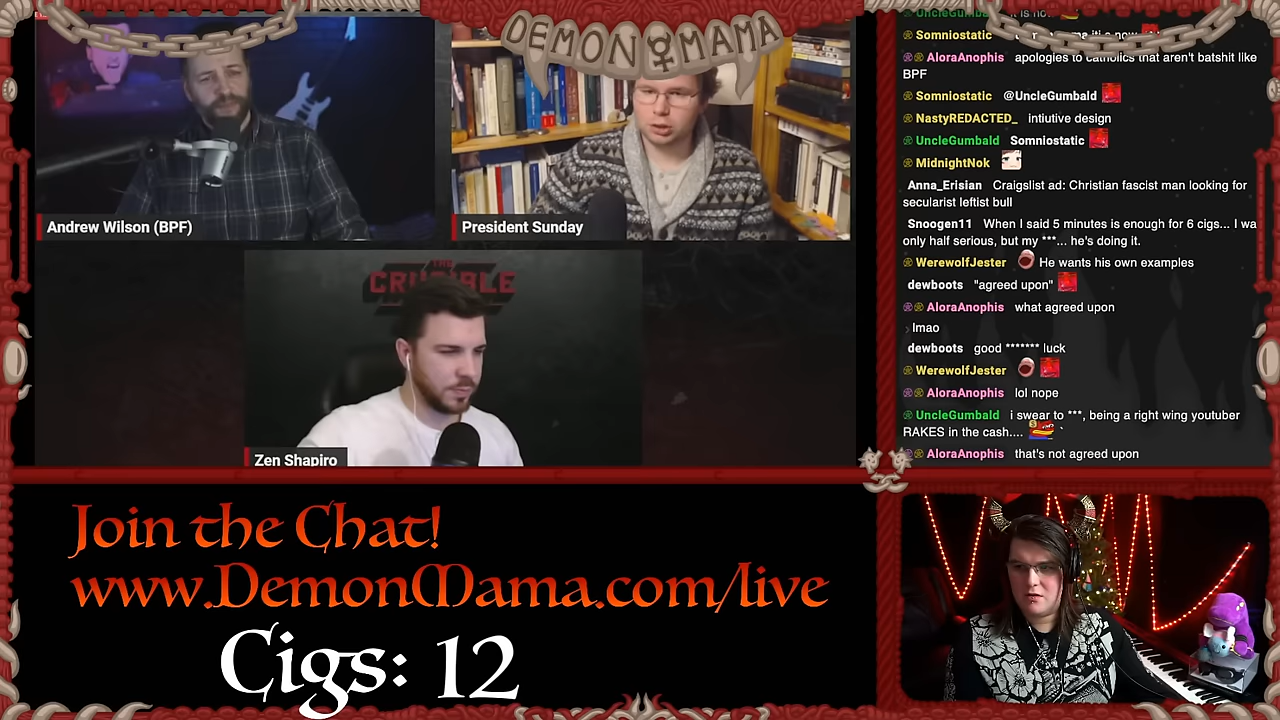 DEMON MAMA
Andrew Wilson (BPF)
President Sunday
THE
CRUCIBLE
Zen Shapiro
UncleGumbald it is not
Somniostatic
AloraAnophis apologies to catholics that aren't batshit like
BPF
Somniostatic @UncleGumbald
NastyREDACTED_ intiutive design
UncleGumbald Somniostatic
MidnightNok
Anna_Erisian Craigslist ad: Christian fascist man looking for
secularist leftist bull
Snoogen11 When I said 5 minutes is enough for 6 cigs... I wa
only half serious, but my ***... he's doing it.
WerewolfJester He wants his own examples
dewboots "agreed upon"
AloraAnophis what agreed upon
lmao
dewboots good ******* luck
WerewolfJester
AloraAnophis lol nope
UncleGumbald i swear to ***, being a right wing youtuber
RAKES in the cash.... `
AloraAnophis that's not agreed upon
Join the Chat!
www.DemonMama.com/live
Cigs: 12